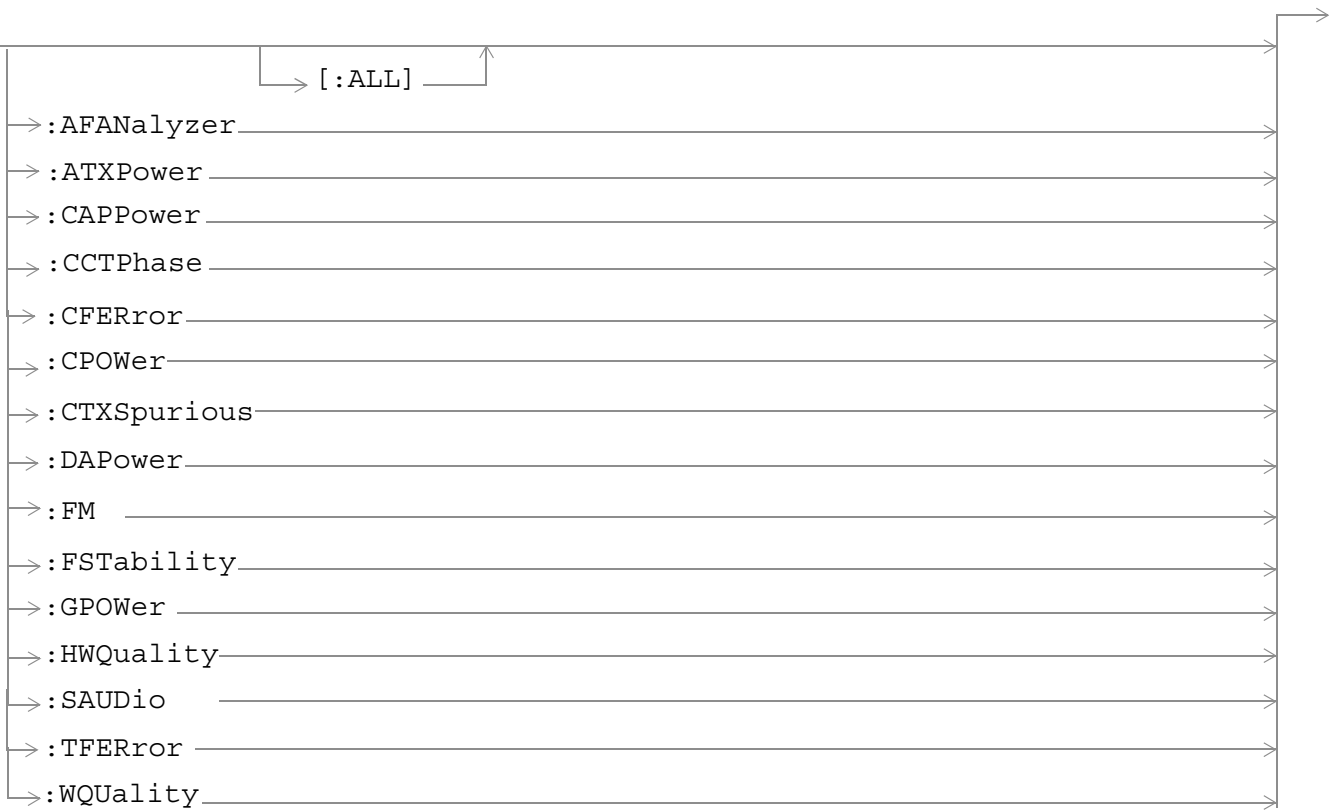 [:ALL]
:AFANalyzer
:ATXPower
:CAPPower
:CCTPhase
:CFERror
:CPOWer
:CTXSpurious
:DAPower
:FM
:FSTability
:GPOWer
:HWQuality
:SAUDio
:TFERror
:WQUality